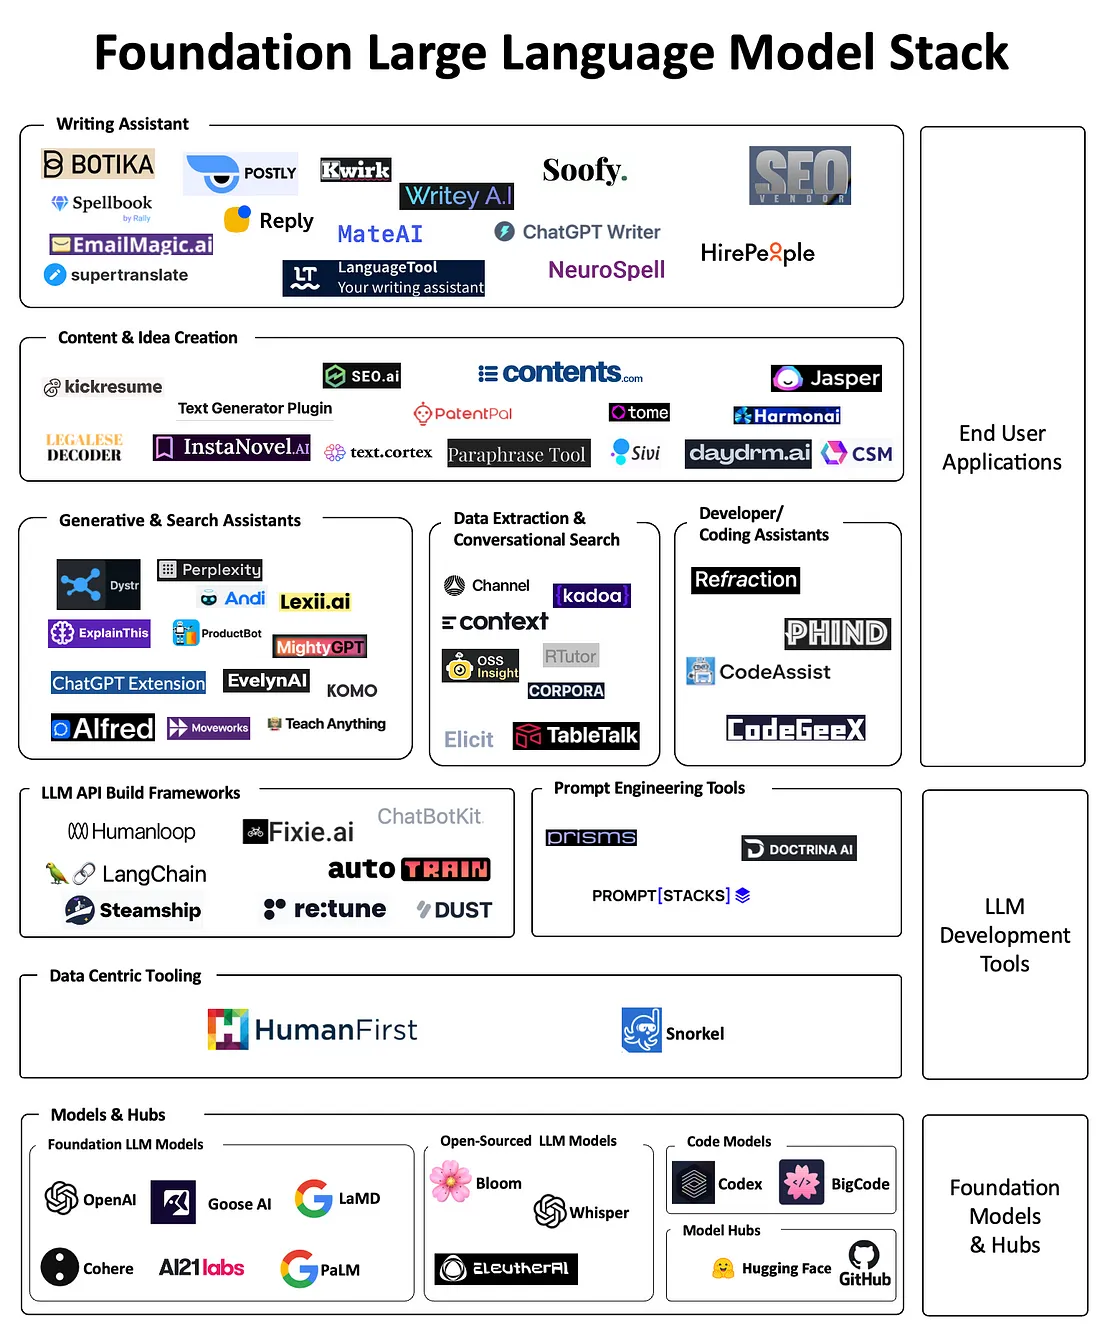 Foundation Large Language Model Stack
Writing Assistant
BOTIKA
POSTLY
Kwirk
Soofy.
SEO
VENDOR
Spellbook
by Rally
Writey A.I
Reply
MateAI
ChatGPT Writer
EmailMagic.ai
HirePeople
supertranslate
LanguageTool
Your writing assistant
LT
NeuroSpell
End User
Applications
Content & Idea Creation
kickresume
SEO.ai
contents.com
Jasper
Text Generator Plugin
PatentPal
tome
Harmonai
LEGALESE
DECODER
InstaNovel.AI
text.cortex
Paraphrase Tool
Sivi
daydrm.ai
CSM
Generative & Search Assistants
Dystr
Perplexity
Andi
Lexii.ai
ExplainThis
ProductBot
MightyGPT
ChatGPT Extension
EvelynAI
KOMO
Alfred
Moveworks
Teach Anything
Data Extraction &
Conversational Search
Channel
{kadoa}
context
OSS
Insight
RTutor
CORPORA
Elicit
TableTalk
Developer/
Coding Assistants
Refraction
PHIND
CodeAssist
CodeGeeX
LLM API Build Frameworks
Humanloop
Fixie.ai
ChatBotKit
LangChain
auto TRAIN
Steamship
re:tune
DUST
Prompt Engineering Tools
prisms
DOCTRINA AI
PROMPT[STACKS]
LLM
Development
Tools
Data Centric Tooling
HumanFirst
Snorkel
Models & Hubs
Foundation LLM Models
OpenAI
Goose AI
LaMD
Cohere
AI21labs
PaLM
Open-Sourced LLM Models
Bloom
Whisper
EleutherAI
Code Models
Codex
BigCode
Model Hubs
Hugging Face
GitHub
Foundation
Models
& Hubs